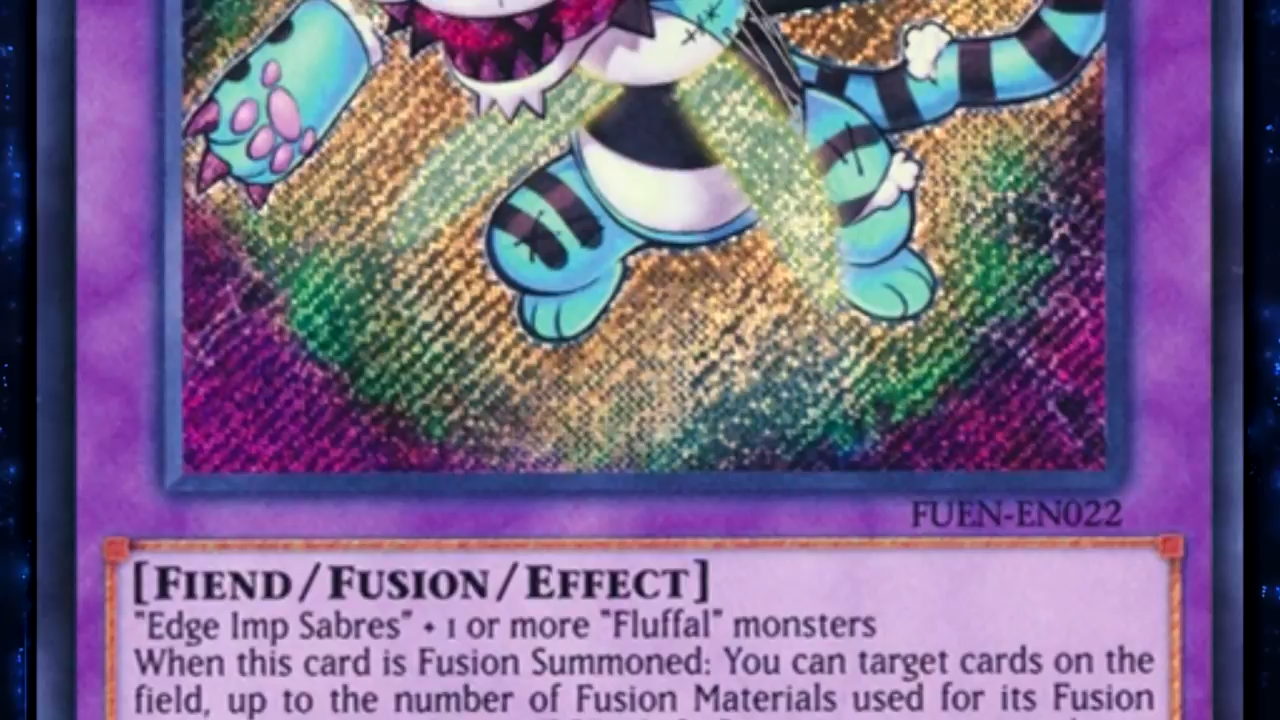 FUEN-EN022
[FIEND/FUSION/EFFECT]
"Edge Imp Sabres" + 1 or more "Fluffal" monsters
When this card is Fusion Summoned: You can target cards on the
field, up to the number of Fusion Materials used for its Fusion